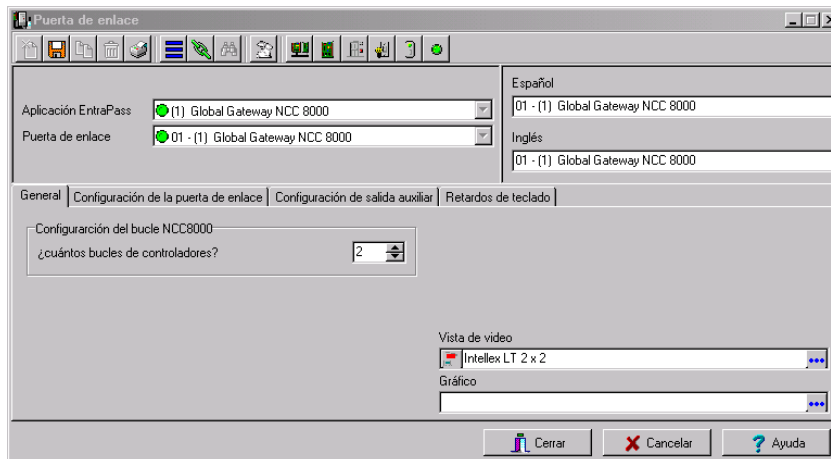 Puerta de enlace
Español
Aplicación EntraPass (1) Global Gateway NCC 8000
01 - (1) Global Gateway NCC 8000
Puerta de enlace 01 - (1) Global Gateway NCC 8000
Inglés
01 - (1) Global Gateway NCC 8000
General Configuración de la puerta de enlace Configuración de salida auxiliar Retardos de teclado
Configurarción del bucle NCC8000
¿cuántos bucles de controladores? 2
Vista de video
Intellex LT 2 x 2
Gráfico
Cerrar Cancelar Ayuda